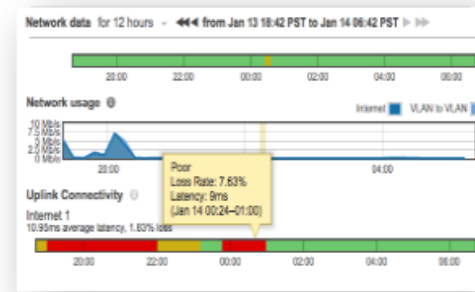 Network data for 12 hours from Jan 13 18:42 PST to Jan 14 06:42 PST
20:00 22:00 00:00 02:00 04:00 06:00
Network usage
Internet VLAN to VLAN
10 Mb/s
7.5 Mb/s
5 Mb/s
2.5 Mb/s
0 Mb/s
20:00 04:00
Poor
Loss Rate: 7.63%
Latency: 9ms
(Jan 14 00:24–01:00)
Uplink Connectivity
Internet 1
10.95ms average latency, 1.83% loss
20:00 22:00 00:00 02:00 04:00 06:00